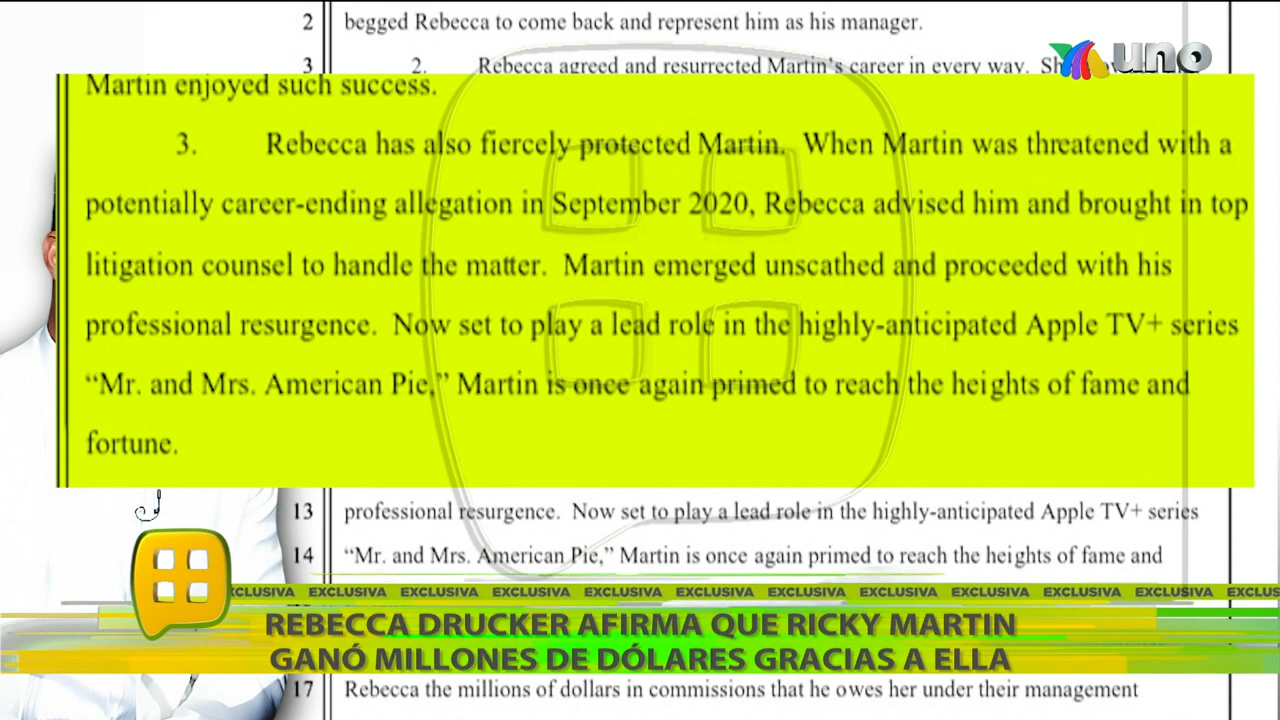 2 begged Rebecca to come back and represent him as his manager.
3 2. Rebecca agreed and resurrected Martin's career in every way.
uno
Martin enjoyed such success.
3. Rebecca has also fiercely protected Martin. When Martin was threatened with a
potentially career-ending allegation in September 2020, Rebecca advised him and brought in top
litigation counsel to handle the matter. Martin emerged unscathed and proceeded with his
professional resurgence. Now set to play a lead role in the highly-anticipated Apple TV+ series
“Mr. and Mrs. American Pie,” Martin is once again primed to reach the heights of fame and
fortune.
13 professional resurgence. Now set to play a lead role in the highly-anticipated Apple TV+ series
14 “Mr. and Mrs. American Pie,” Martin is once again primed to reach the heights of fame and
EXCLUSIVA EXCLUSIVA EXCLUSIVA EXCLUSIVA EXCLUSIVA EXCLUSIVA EXCLUSIVA EXCLUSIVA EXCLUSIVA EXCLUSIVA
REBECCA DRUCKER AFIRMA QUE RICKY MARTIN
GANÓ MILLONES DE DÓLARES GRACIAS A ELLA
17 Rebecca the millions of dollars in commissions that he owes her under their management